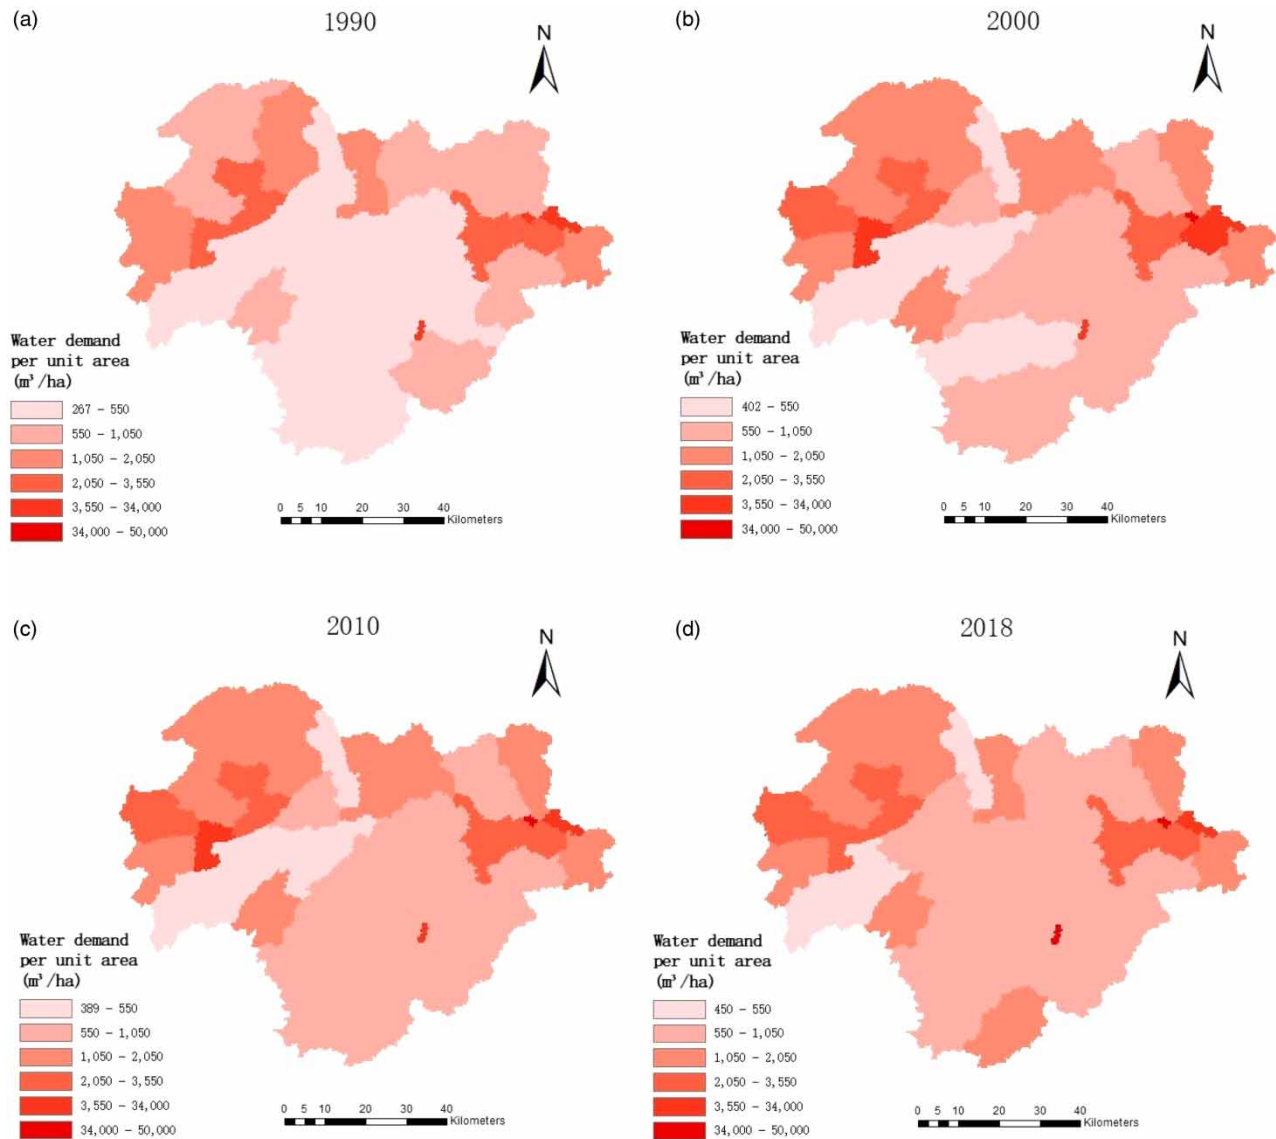 (a)
1990
N
Water demand
per unit area
(m³/ha)
267 - 550
550 - 1,050
1,050 - 2,050
2,050 - 3,550
3,550 - 34,000
34,000 - 50,000
0 5 10 20 30 40
Kilometers
(b)
2000
N
Water demand
per unit area
(m³/ha)
402 - 550
550 - 1,050
1,050 - 2,050
2,050 - 3,550
3,550 - 34,000
34,000 - 50,000
0 5 10 20 30 40
Kilometers
(c)
2010
N
Water demand
per unit area
(m³/ha)
389 - 550
550 - 1,050
1,050 - 2,050
2,050 - 3,550
3,550 - 34,000
34,000 - 50,000
0 5 10 20 30 40
Kilometers
(d)
2018
N
Water demand
per unit area
(m³/ha)
450 - 550
550 - 1,050
1,050 - 2,050
2,050 - 3,550
3,550 - 34,000
34,000 - 50,000
0 5 10 20 30 40
Kilometers